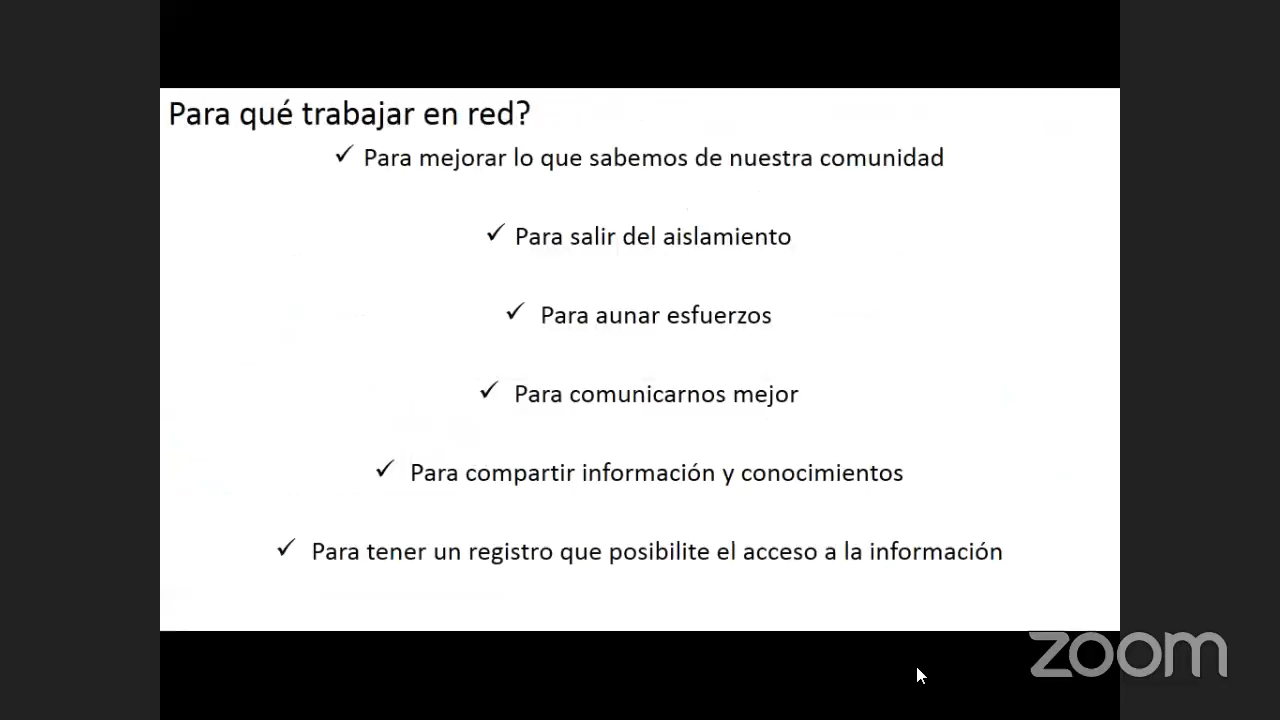 Para qué trabajar en red?
✓ Para mejorar lo que sabemos de nuestra comunidad
✓ Para salir del aislamiento
✓ Para aunar esfuerzos
✓ Para comunicarnos mejor
✓ Para compartir información y conocimientos
✓ Para tener un registro que posibilite el acceso a la información
zoom